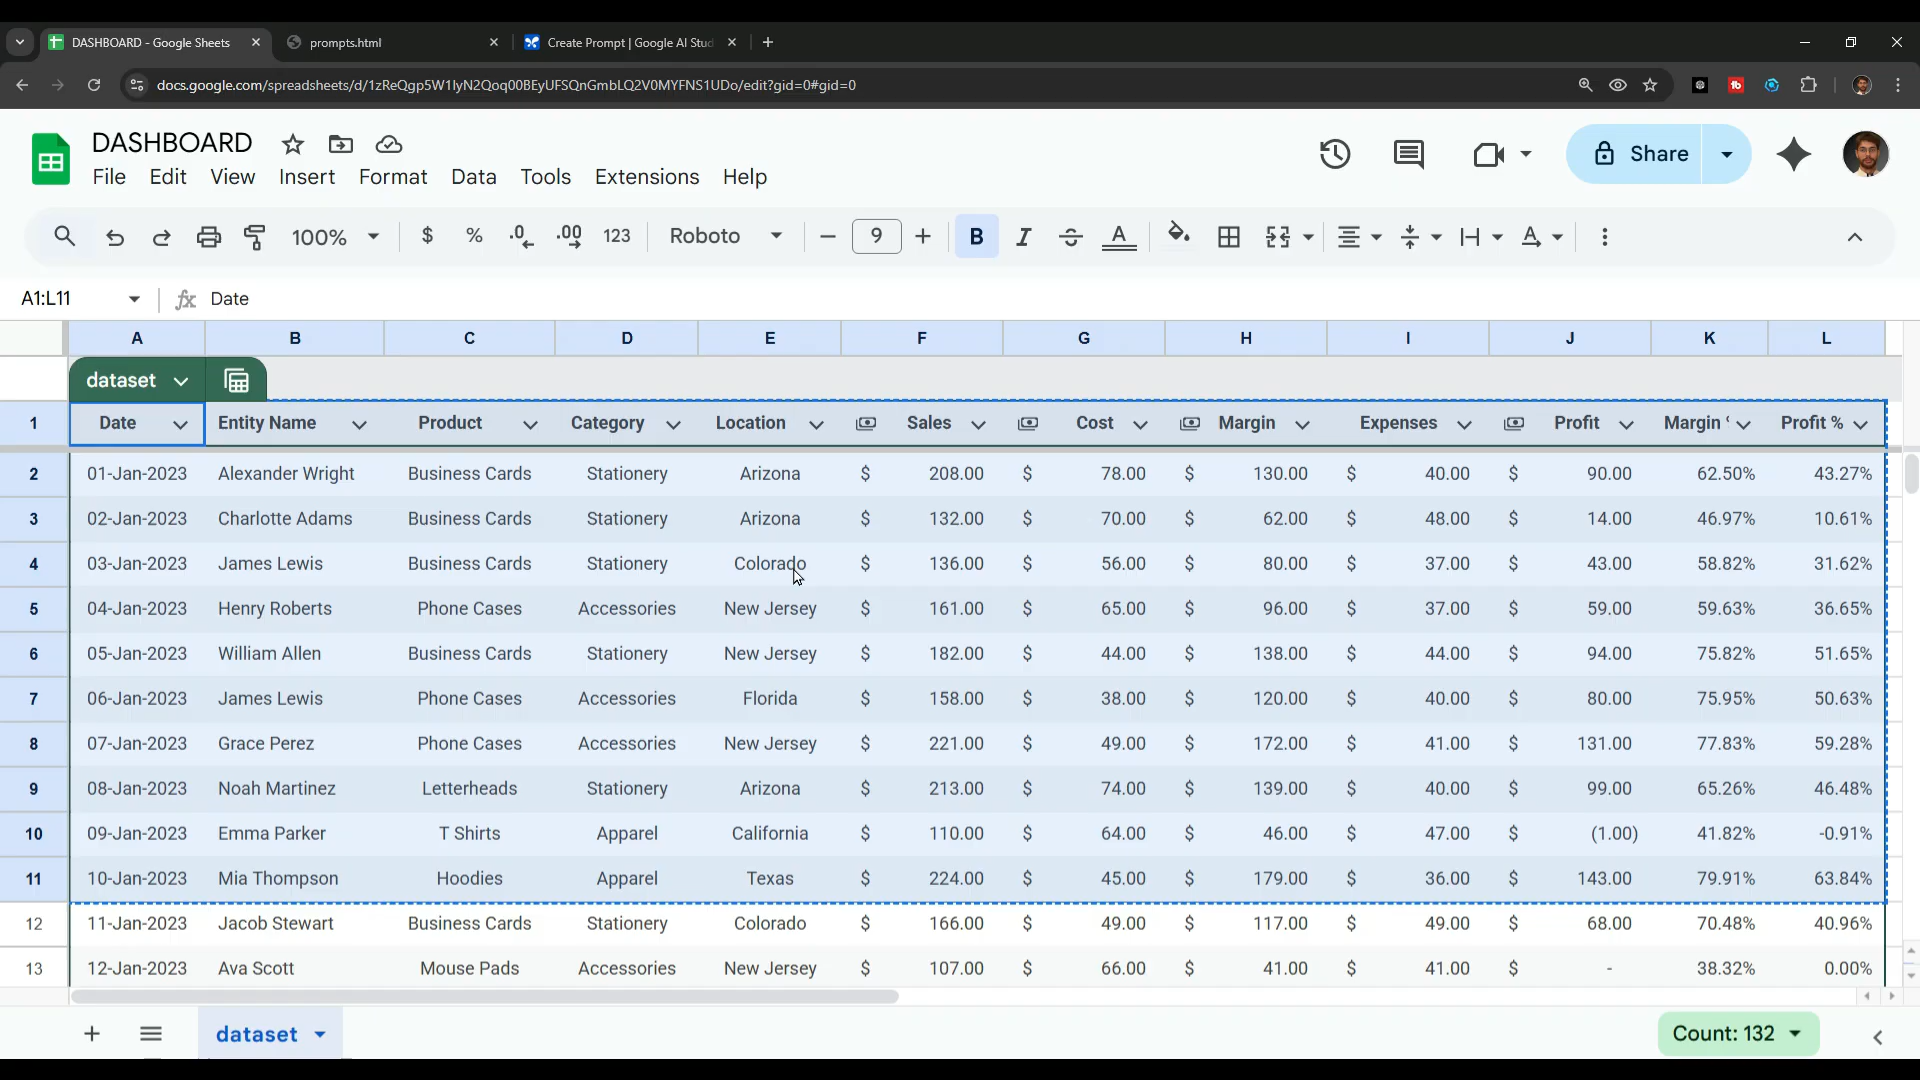 DASHBOARD - Google Sheets
prompts.html
Create Prompt | Google AI Stud
docs.google.com/spreadsheets/d/1zReQgp5W1lyN2Qoq00BEyUFSQnGmbLQ2V0MYFNS1UDo/edit?gid=0#gid=0
DASHBOARD
File Edit View Insert Format Data Tools Extensions Help
Share
100% $ % .0 .00 123 Roboto 9 B I A
A1:L11 fx Date
A B C D E F G H I J K L
dataset
1 Date Entity Name Product Category Location Sales Cost Margin Expenses Profit Margin Profit %
2 01-Jan-2023 Alexander Wright Business Cards Stationery Arizona $ 208.00 $ 78.00 $ 130.00 $ 40.00 $ 90.00 62.50% 43.27%
3 02-Jan-2023 Charlotte Adams Business Cards Stationery Arizona $ 132.00 $ 70.00 $ 62.00 $ 48.00 $ 14.00 46.97% 10.61%
4 03-Jan-2023 James Lewis Business Cards Stationery Colorado $ 136.00 $ 56.00 $ 80.00 $ 37.00 $ 43.00 58.82% 31.62%
5 04-Jan-2023 Henry Roberts Phone Cases Accessories New Jersey $ 161.00 $ 65.00 $ 96.00 $ 37.00 $ 59.00 59.63% 36.65%
6 05-Jan-2023 William Allen Business Cards Stationery New Jersey $ 182.00 $ 44.00 $ 138.00 $ 44.00 $ 94.00 75.82% 51.65%
7 06-Jan-2023 James Lewis Phone Cases Accessories Florida $ 158.00 $ 38.00 $ 120.00 $ 40.00 $ 80.00 75.95% 50.63%
8 07-Jan-2023 Grace Perez Phone Cases Accessories New Jersey $ 221.00 $ 49.00 $ 172.00 $ 41.00 $ 131.00 77.83% 59.28%
9 08-Jan-2023 Noah Martinez Letterheads Stationery Arizona $ 213.00 $ 74.00 $ 139.00 $ 40.00 $ 99.00 65.26% 46.48%
10 09-Jan-2023 Emma Parker T Shirts Apparel California $ 110.00 $ 64.00 $ 46.00 $ 47.00 $ (1.00) 41.82% -0.91%
11 10-Jan-2023 Mia Thompson Hoodies Apparel Texas $ 224.00 $ 45.00 $ 179.00 $ 36.00 $ 143.00 79.91% 63.84%
12 11-Jan-2023 Jacob Stewart Business Cards Stationery Colorado $ 166.00 $ 49.00 $ 117.00 $ 49.00 $ 68.00 70.48% 40.96%
13 12-Jan-2023 Ava Scott Mouse Pads Accessories New Jersey $ 107.00 $ 66.00 $ 41.00 $ 41.00 $ - 38.32% 0.00%
dataset
Count: 132